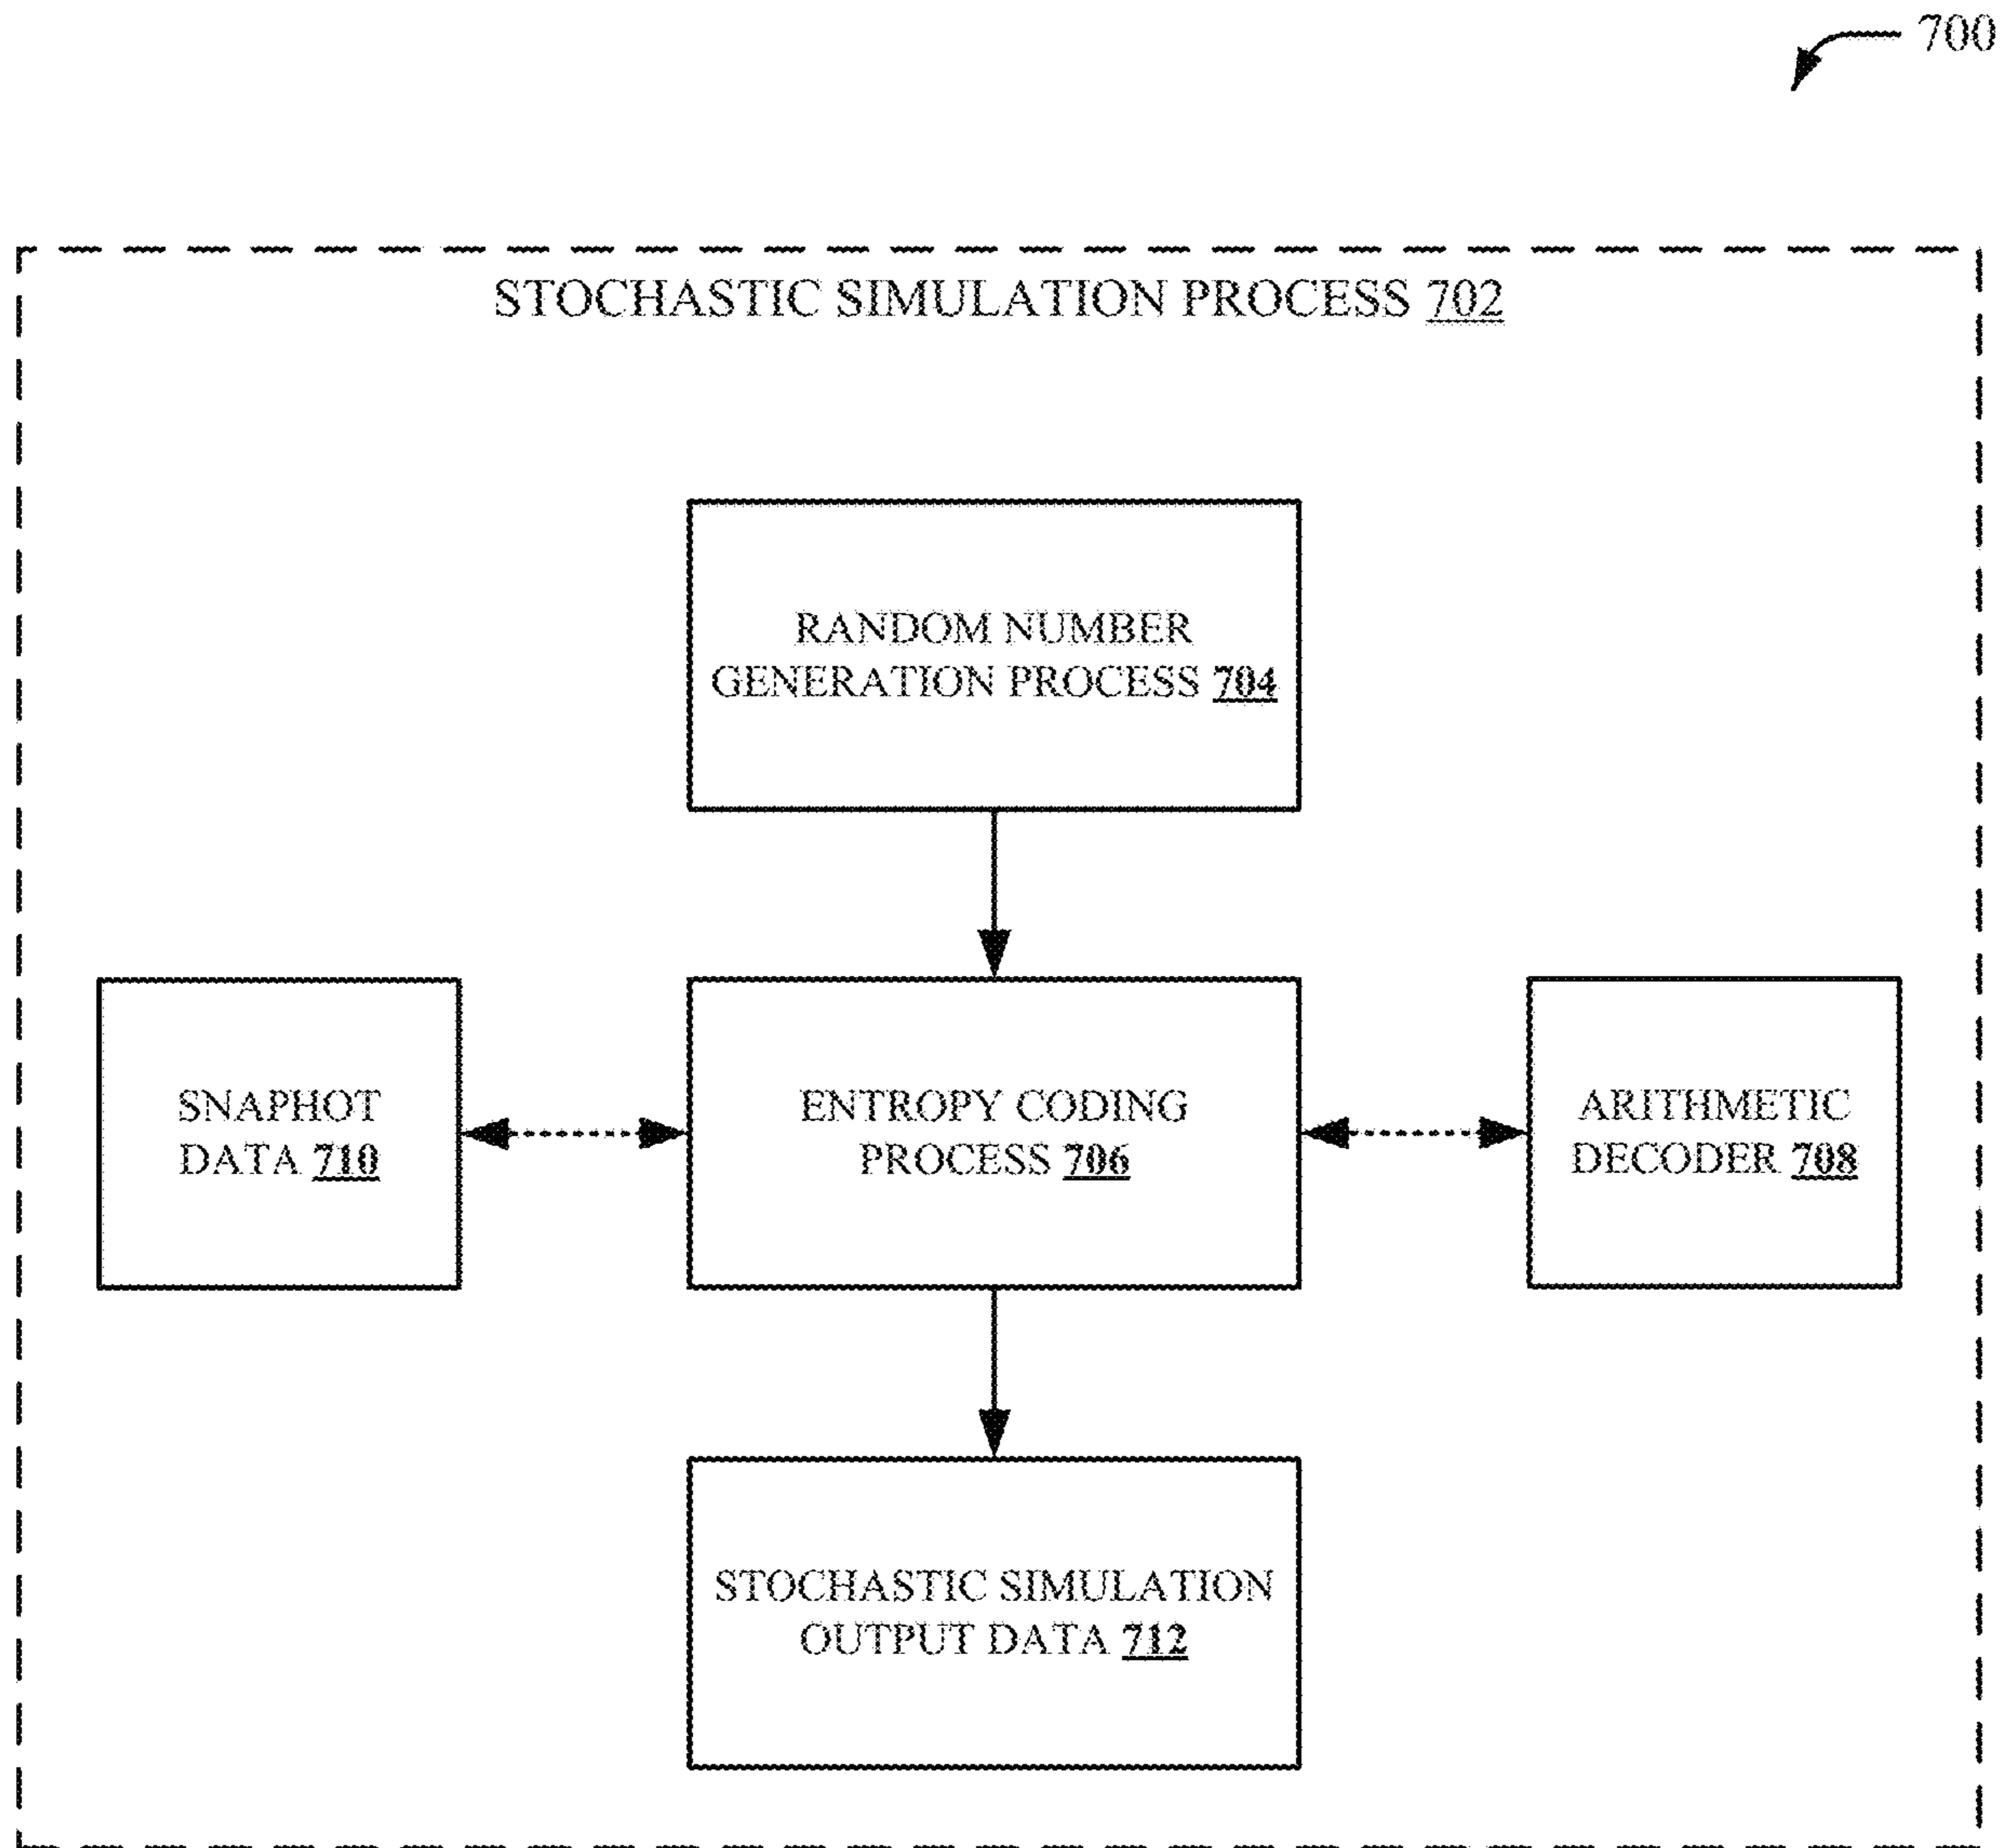 700
STOCHASTIC SIMULATION PROCESS 702
RANDOM NUMBER
GENERATION PROCESS 704
SNAPHOT
DATA 710
ENTROPY CODING
PROCESS 706
ARITHMETIC
DECODER 708
STOCHASTIC SIMULATION
OUTPUT DATA 712